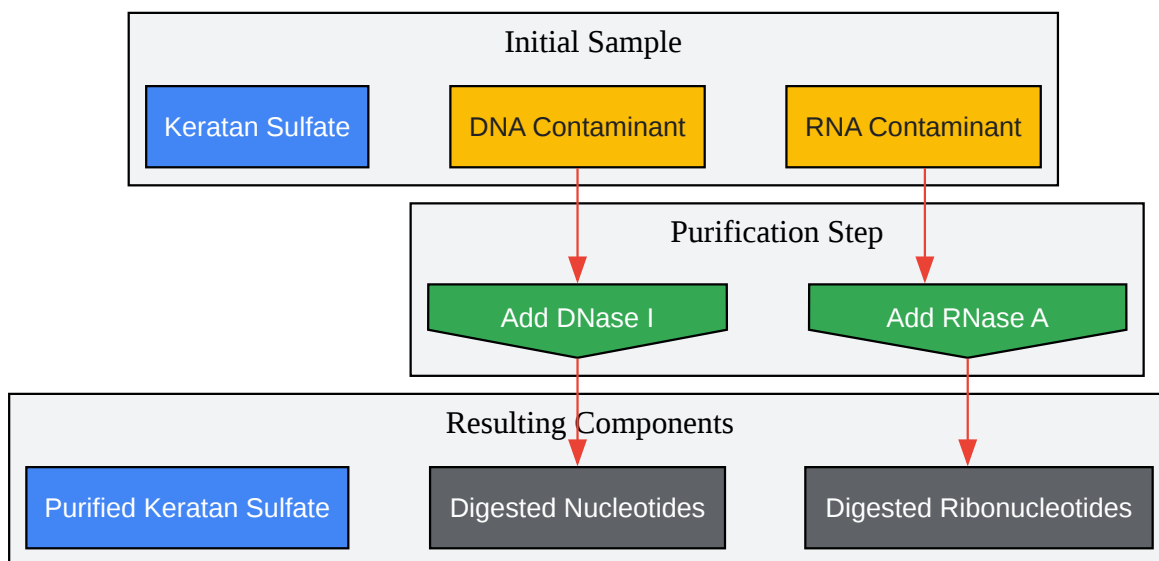 Initial Sample
Keratan Sulfate
DNA Contaminant
RNA Contaminant
Purification Step
Add DNase I
Add RNase A
Resulting Components
Purified Keratan Sulfate
Digested Nucleotides
Digested Ribonucleotides